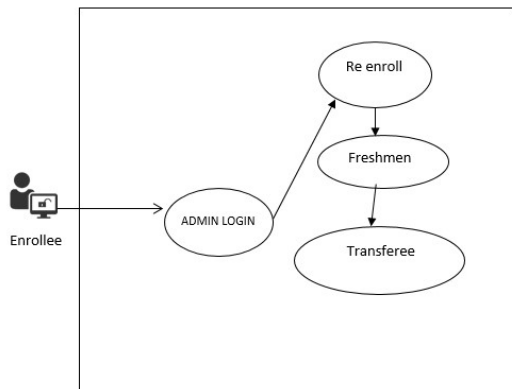 Re enroll
Freshmen
ADMIN LOGIN
Enrollee
Transferee